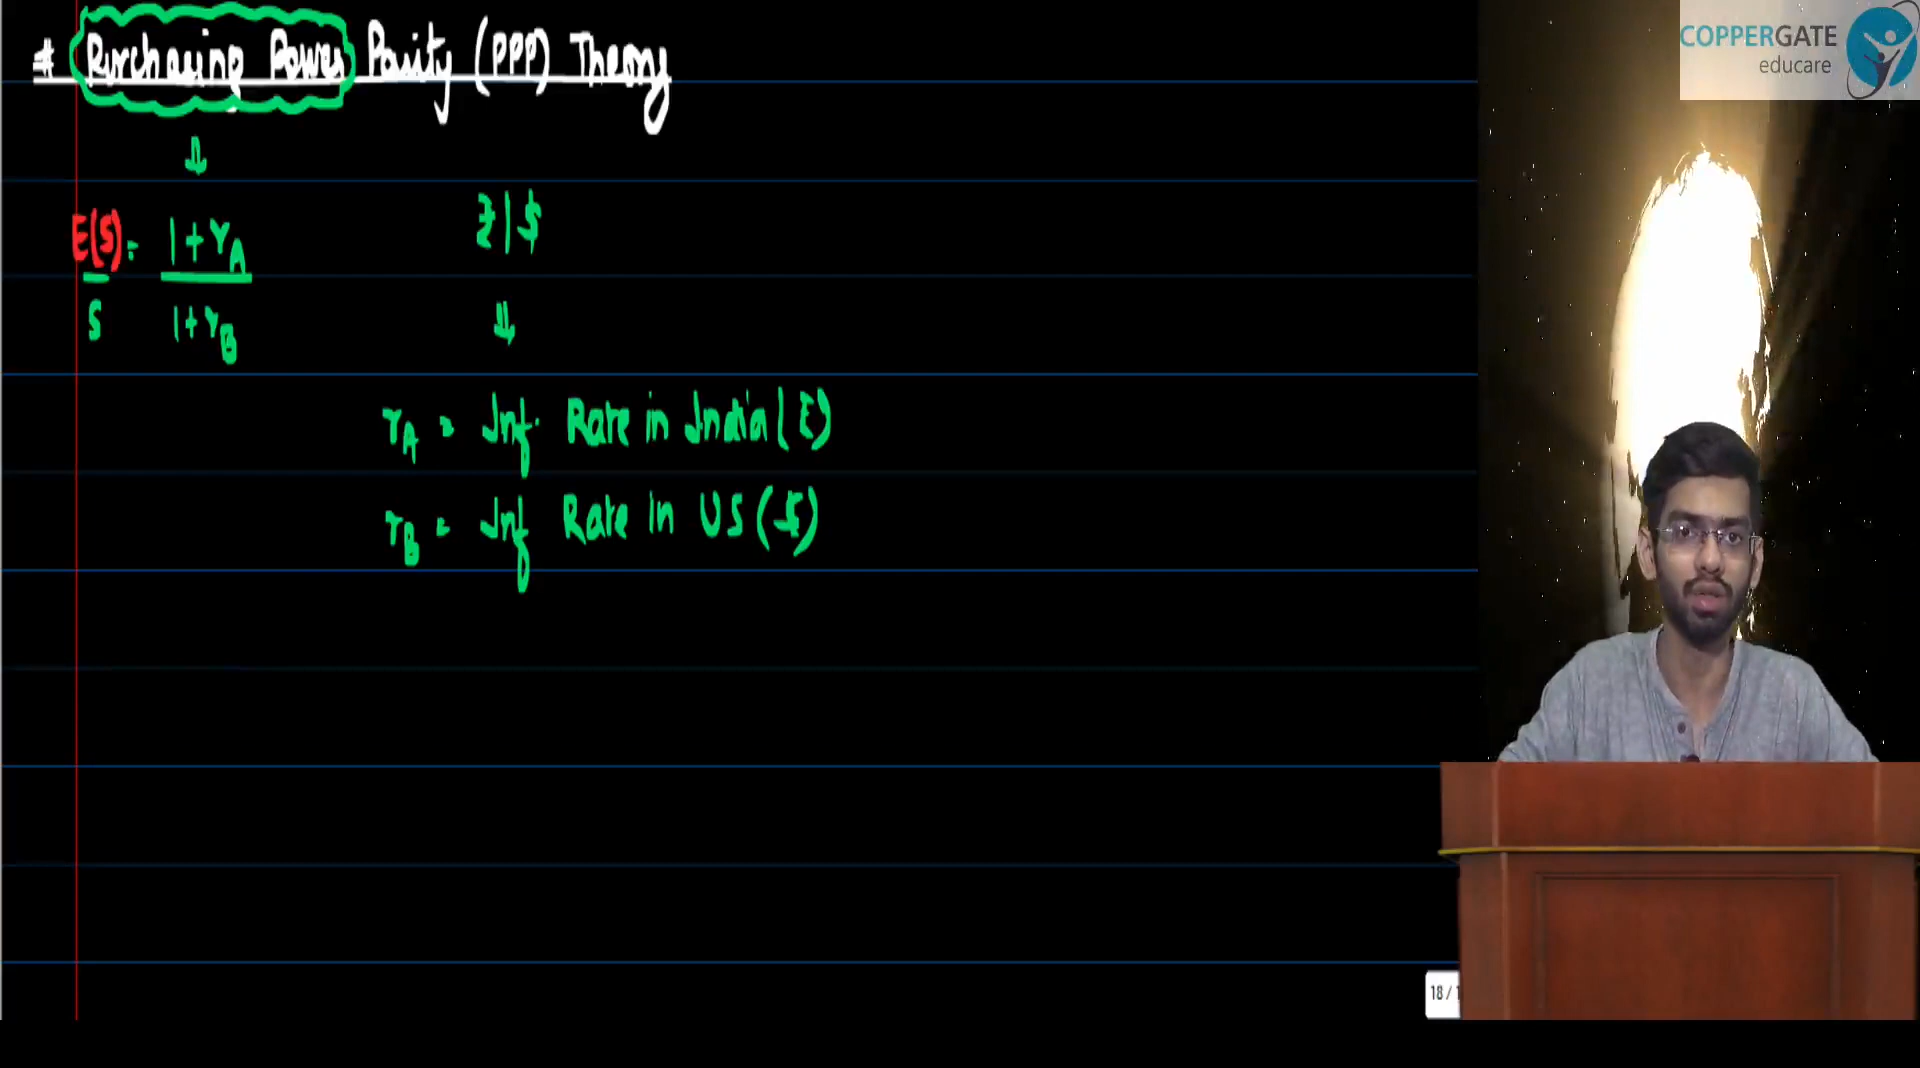 # Purchasing Power Parity (PPP) Theory
↓
E(S) = 1 + rA
S 1 + rB
₹ | $
↓
rA = Inf. Rate in India (₹)
rB = Inf Rate in US ($)
COPPERGATE
educare
18 / 1